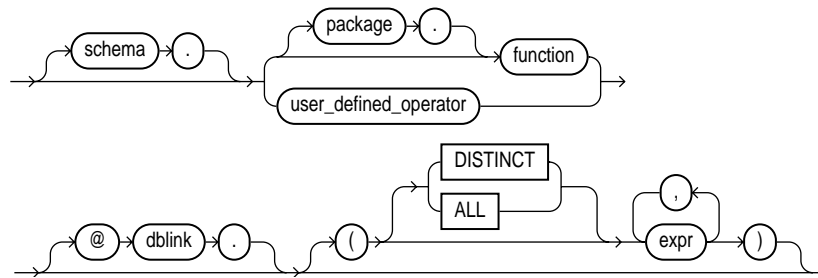 package .
schema . function
user_defined_operator
DISTINCT
ALL ,
@ dblink . ( expr )